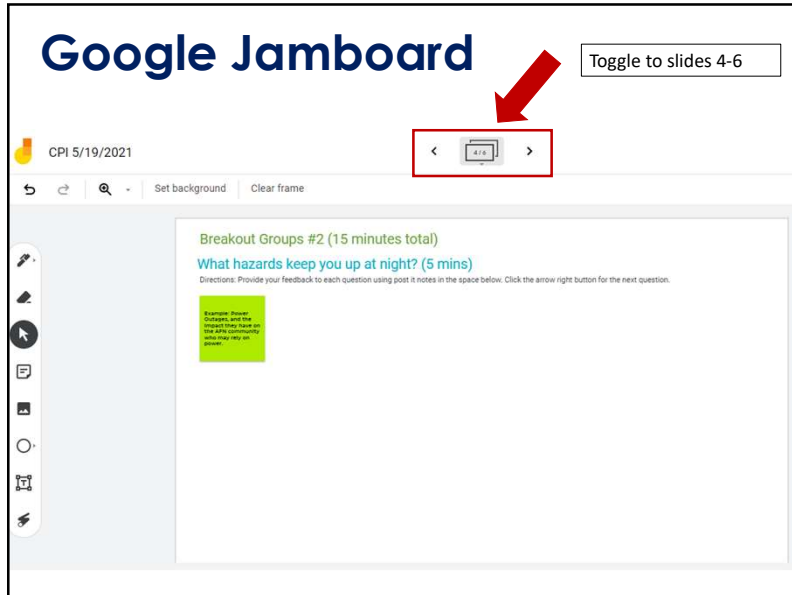 Google Jamboard
Toggle to slides 4-6
CPI 5/19/2021
4 / 6
Set background
Clear frame
Breakout Groups #2 (15 minutes total)
What hazards keep you up at night? (5 mins)
Directions: Provide your feedback to each question using post it notes in the space below. Click the arrow right button for the next question.
Example: Power
Outages, and the
Impact they have on
the AFN community
who may rely on
power.